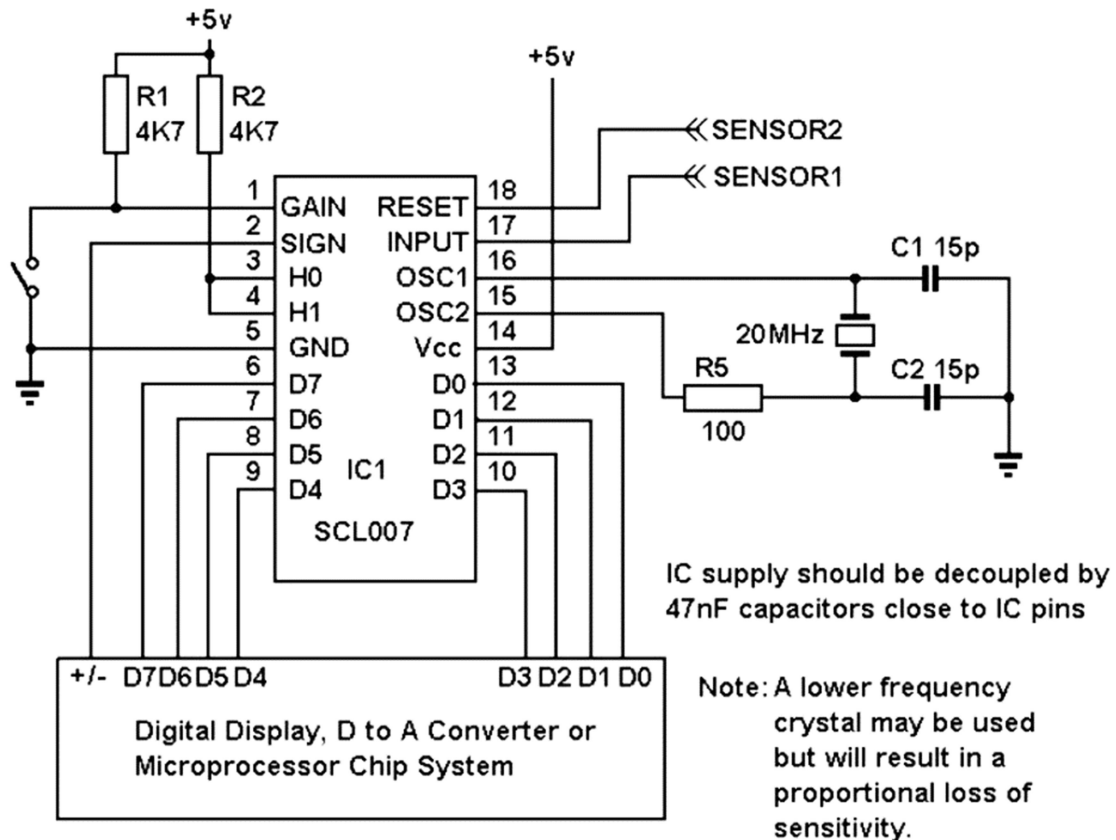 +5v
+5v
R1
4K7
R2
4K7
SENSOR2
SENSOR1
1
GAIN
RESET
18
2
SIGN
INPUT
17
3
H0
OSC1
16
4
H1
OSC2
15
5
GND
Vcc
14
6
D7
D0
13
7
D6
D1
12
8
D5
D2
11
9
D4
D3
10
IC1
SCL007
C1 15p
20MHz
C2 15p
R5
100
IC supply should be decoupled by
47nF capacitors close to IC pins
+/- D7 D6 D5 D4 D3 D2 D1 D0
Digital Display, D to A Converter or
Microprocessor Chip System
Note: A lower frequency
crystal may be used
but will result in a
proportional loss of
sensitivity.